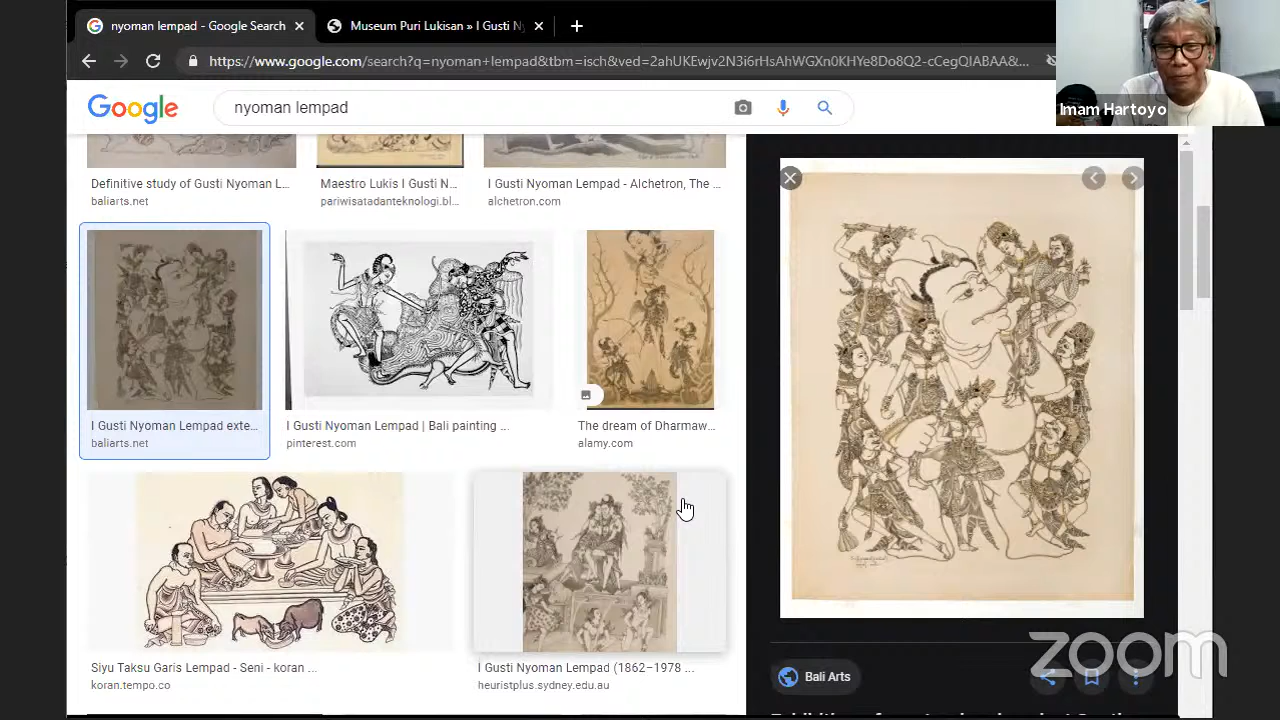 nyoman lempad - Google Search
Museum Puri Lukisan » I Gusti Ny
https://www.google.com/search?q=nyoman+lempad&tbm=isch&ved=2ahUKEwjv2N3i6rHsAhWGXn0KHYe8Do8Q2-cCegQIABAA&...
Imam Hartoyo
Google
nyoman lempad
Definitive study of Gusti Nyoman L...
baliarts.net
Maestro Lukis I Gusti N...
pariwisatadanteknologi.bl...
I Gusti Nyoman Lempad - Alchetron, The ...
alchetron.com
I Gusti Nyoman Lempad exte...
baliarts.net
I Gusti Nyoman Lempad | Bali painting ...
pinterest.com
The dream of Dharmaw...
alamy.com
Siyu Taksu Garis Lempad - Seni - koran ...
koran.tempo.co
I Gusti Nyoman Lempad (1862–1978 ...
heuristplus.sydney.edu.au
Bali Arts
zoom